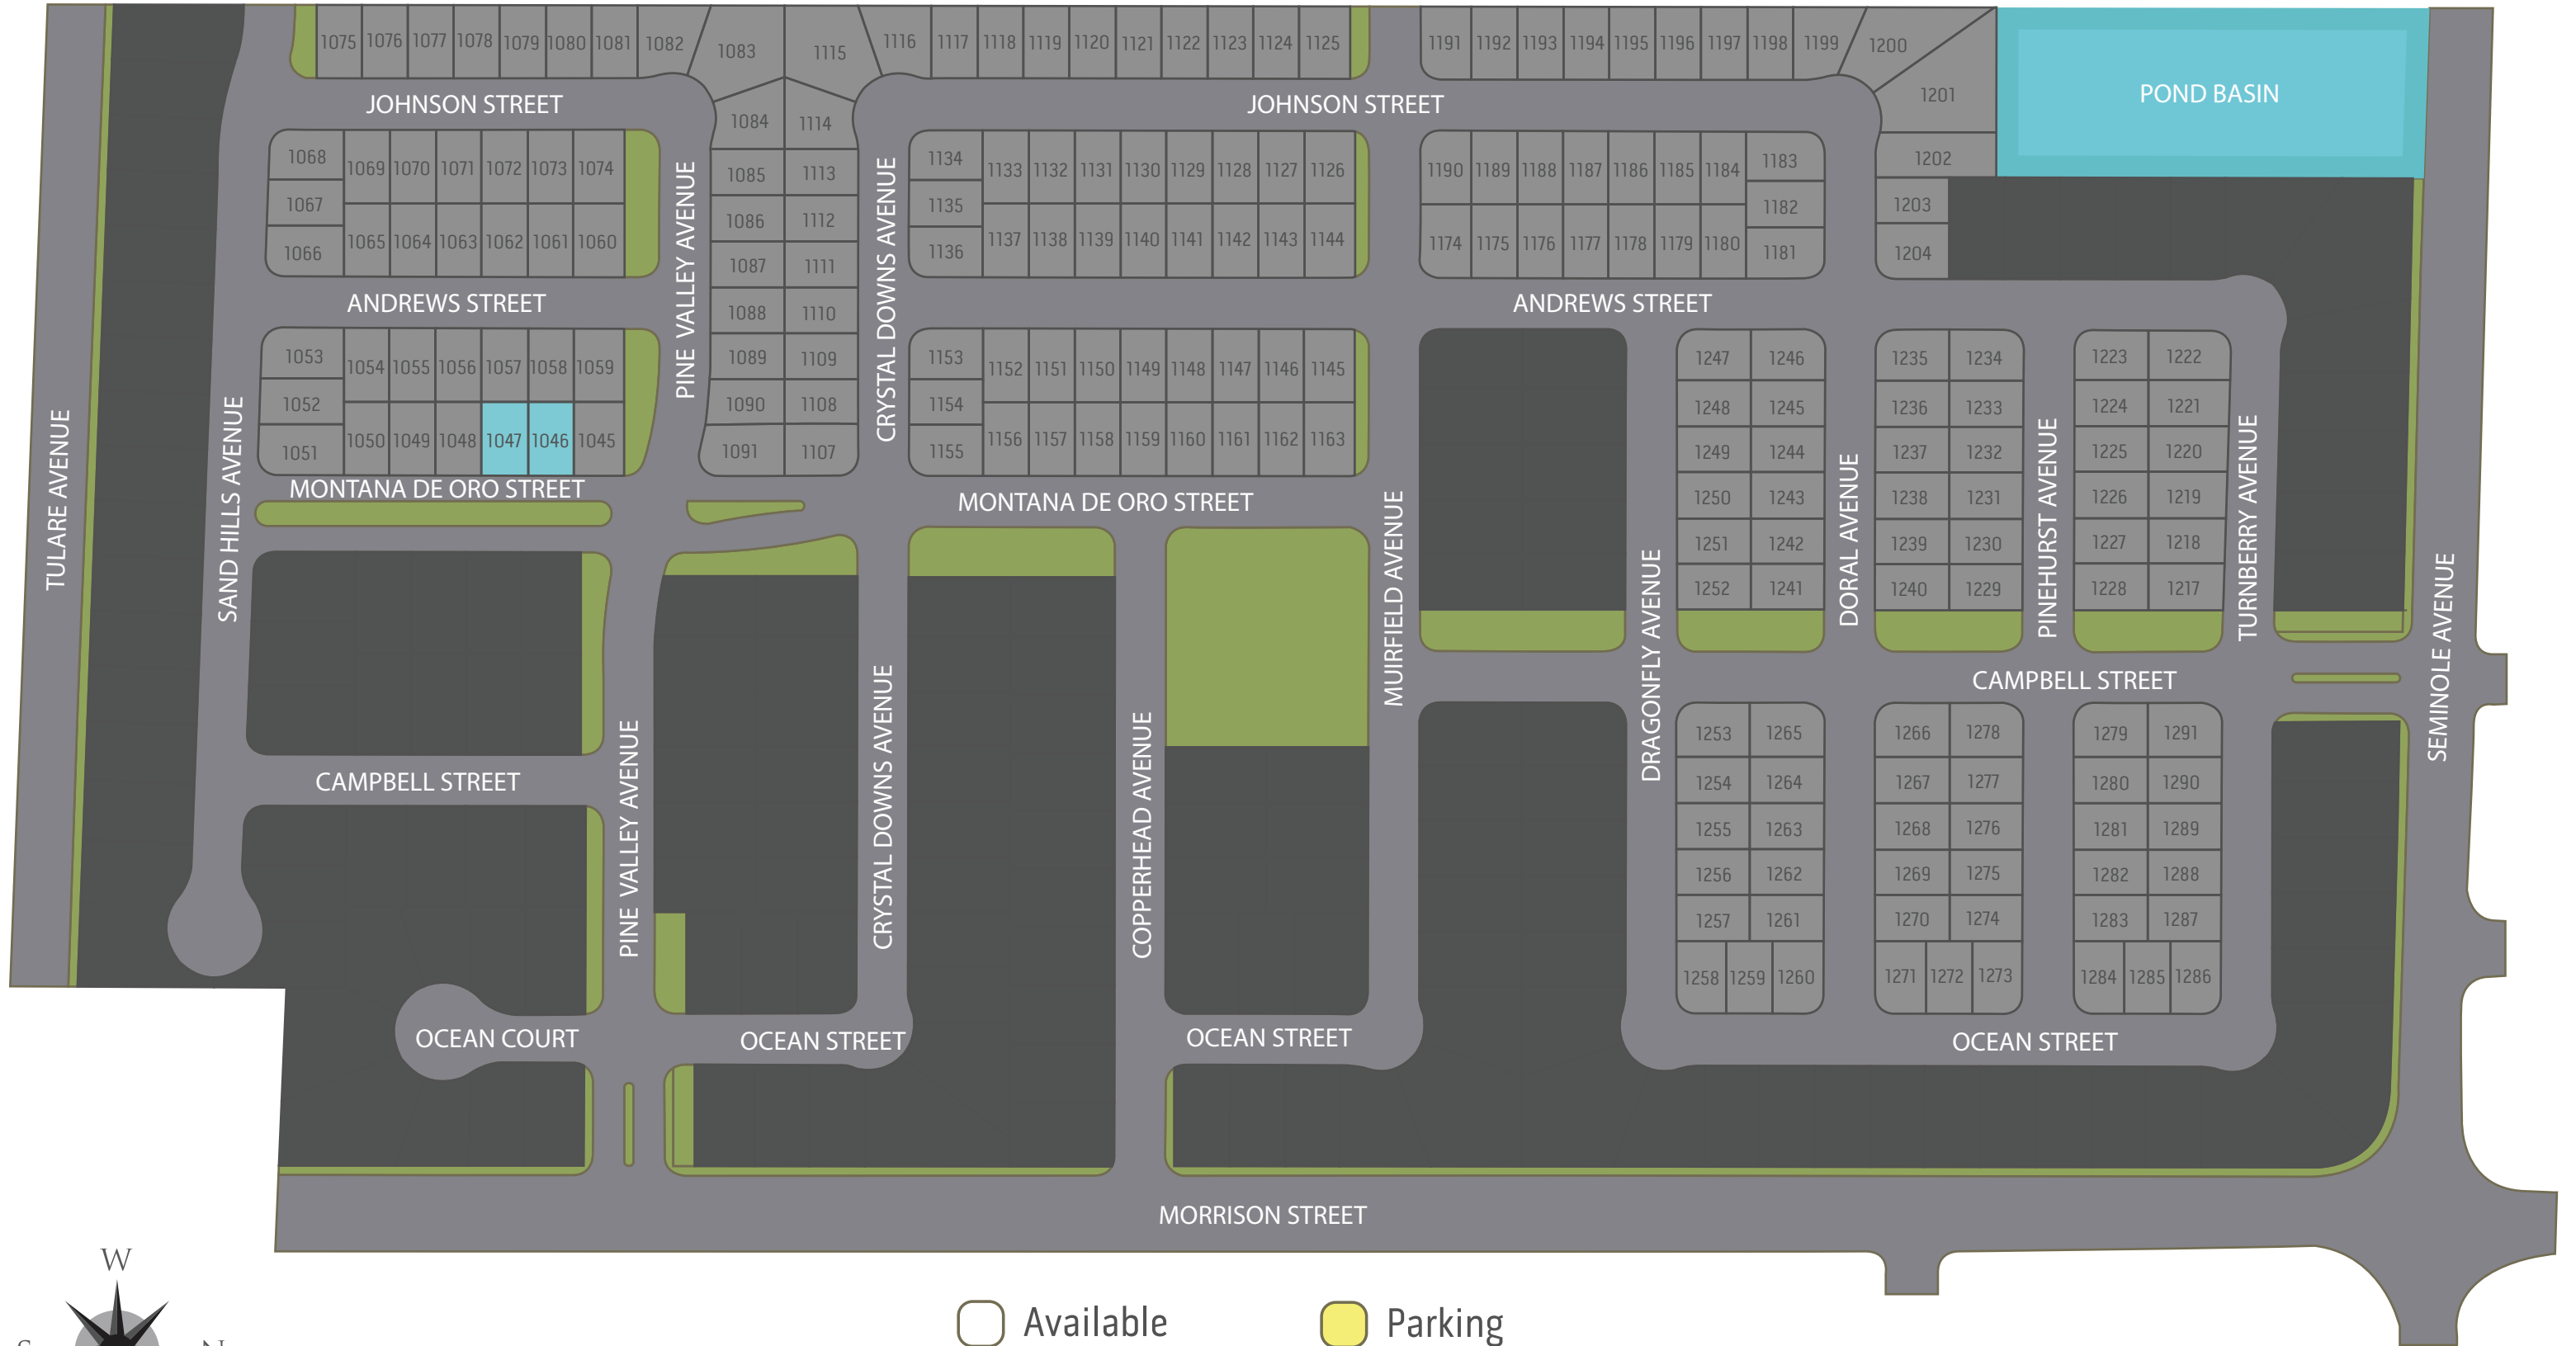 1075 1076 1077 1078 1079 1080 1081 1082 1083 1115 1116 1117 1118 1119 1120 1121 1122 1123 1124 1125 1191 1192 1193 1194 1195 1196 1197 1198 1199 1200
1201
POND BASIN
JOHNSON STREET
JOHNSON STREET
1084 1114
1068 1069 1070 1071 1072 1073 1074
1067
1066 1065 1064 1063 1062 1061 1060
PINE VALLEY AVENUE
1085 1113
1086 1112
1087 1111
1088 1110
1089 1109
1090 1108
1091 1107
CRYSTAL DOWNS AVENUE
1134 1133 1132 1131 1130 1129 1128 1127 1126
1135
1136 1137 1138 1139 1140 1141 1142 1143 1144
1190 1189 1188 1187 1186 1185 1184 1183
1182
1174 1175 1176 1177 1178 1179 1180 1181
1202
1203
1204
ANDREWS STREET
ANDREWS STREET
1053 1054 1055 1056 1057 1058 1059
1052
1051 1050 1049 1048 1047 1046 1045
1153 1152 1151 1150 1149 1148 1147 1146 1145
1154
1155 1156 1157 1158 1159 1160 1161 1162 1163
MONTANA DE ORO STREET
MONTANA DE ORO STREET
TULARE AVENUE
SAND HILLS AVENUE
MUIRFIELD AVENUE
DRAGONFLY AVENUE
1247 1246
1248 1245
1249 1244
1250 1243
1251 1242
1252 1241
DORAL AVENUE
1235 1234
1236 1233
1237 1232
1238 1231
1239 1230
1240 1229
PINEHURST AVENUE
1223 1222
1224 1221
1225 1220
1226 1219
1227 1218
1228 1217
TURNBERRY AVENUE
SEMINOLE AVENUE
CAMPBELL STREET
CAMPBELL STREET
PINE VALLEY AVENUE
CRYSTAL DOWNS AVENUE
COPPERHEAD AVENUE
1253 1265
1254 1264
1255 1263
1256 1262
1257 1261
1258 1259 1260
1266 1278
1267 1277
1268 1276
1269 1275
1270 1274
1271 1272 1273
1279 1291
1280 1290
1281 1289
1282 1288
1283 1287
1284 1285 1286
OCEAN COURT
OCEAN STREET
OCEAN STREET
OCEAN STREET
MORRISON STREET
W
Available
Parking